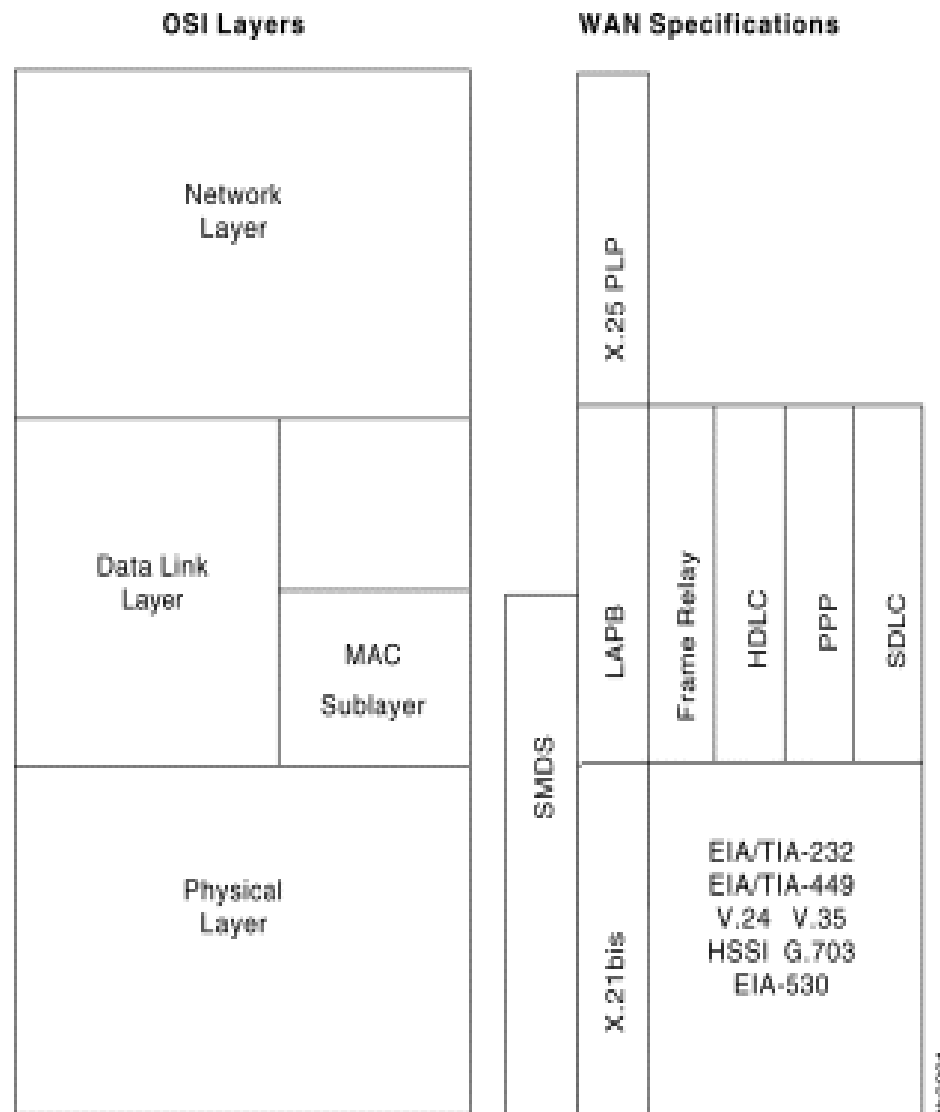 OSI Layers
WAN Specifications
Network
Layer
Data Link
Layer
MAC
Sublayer
Physical
Layer
X.25 PLP
LAPB
Frame Relay
HDLC
PPP
SDLC
SMDS
X.21bis
EIA/TIA-232
EIA/TIA-449
V.24 V.35
HSSI G.703
EIA-530